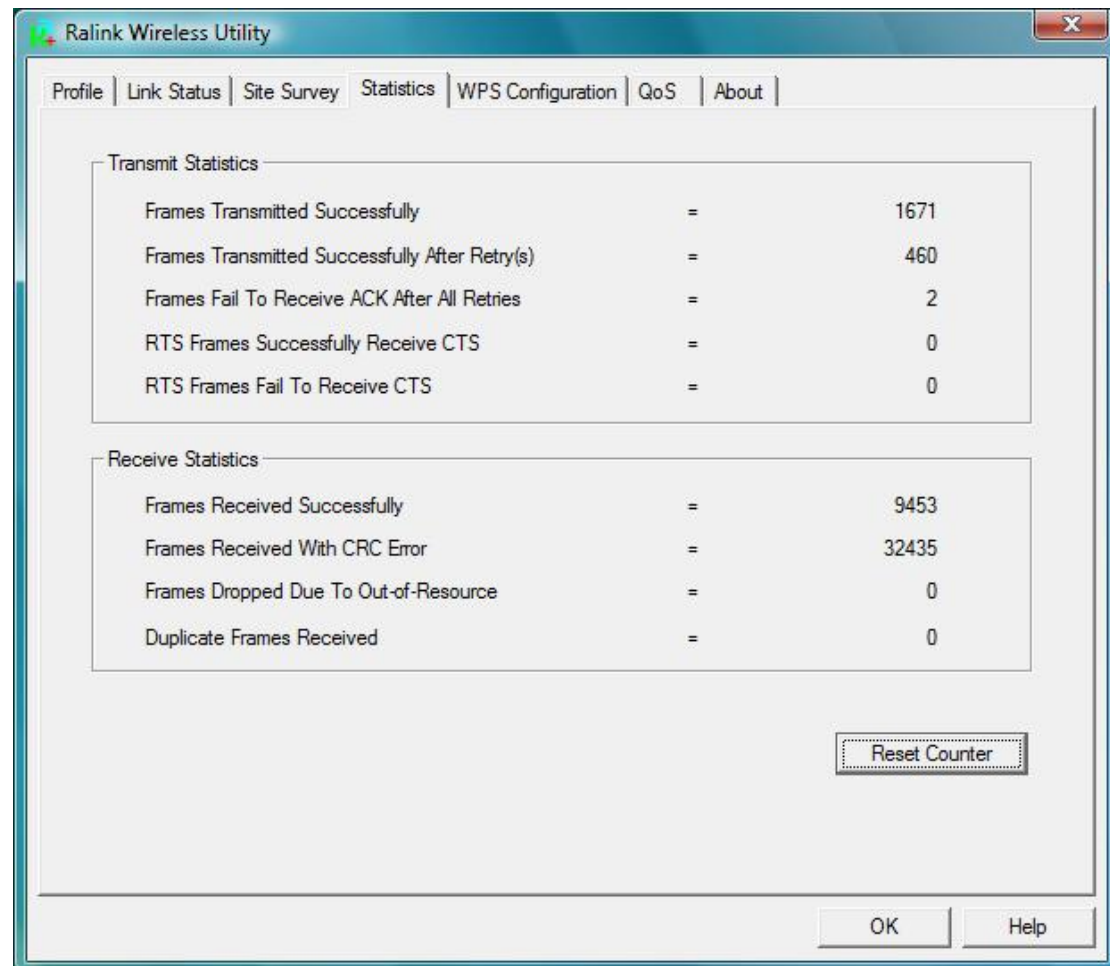 Ralink Wireless Utility
Profile Link Status Site Survey Statistics WPS Configuration QoS About
Transmit Statistics
Frames Transmitted Successfully = 1671
Frames Transmitted Successfully After Retry(s) = 460
Frames Fail To Receive ACK After All Retries = 2
RTS Frames Successfully Receive CTS = 0
RTS Frames Fail To Receive CTS = 0
Receive Statistics
Frames Received Successfully = 9453
Frames Received With CRC Error = 32435
Frames Dropped Due To Out-of-Resource = 0
Duplicate Frames Received = 0
Reset Counter
OK Help